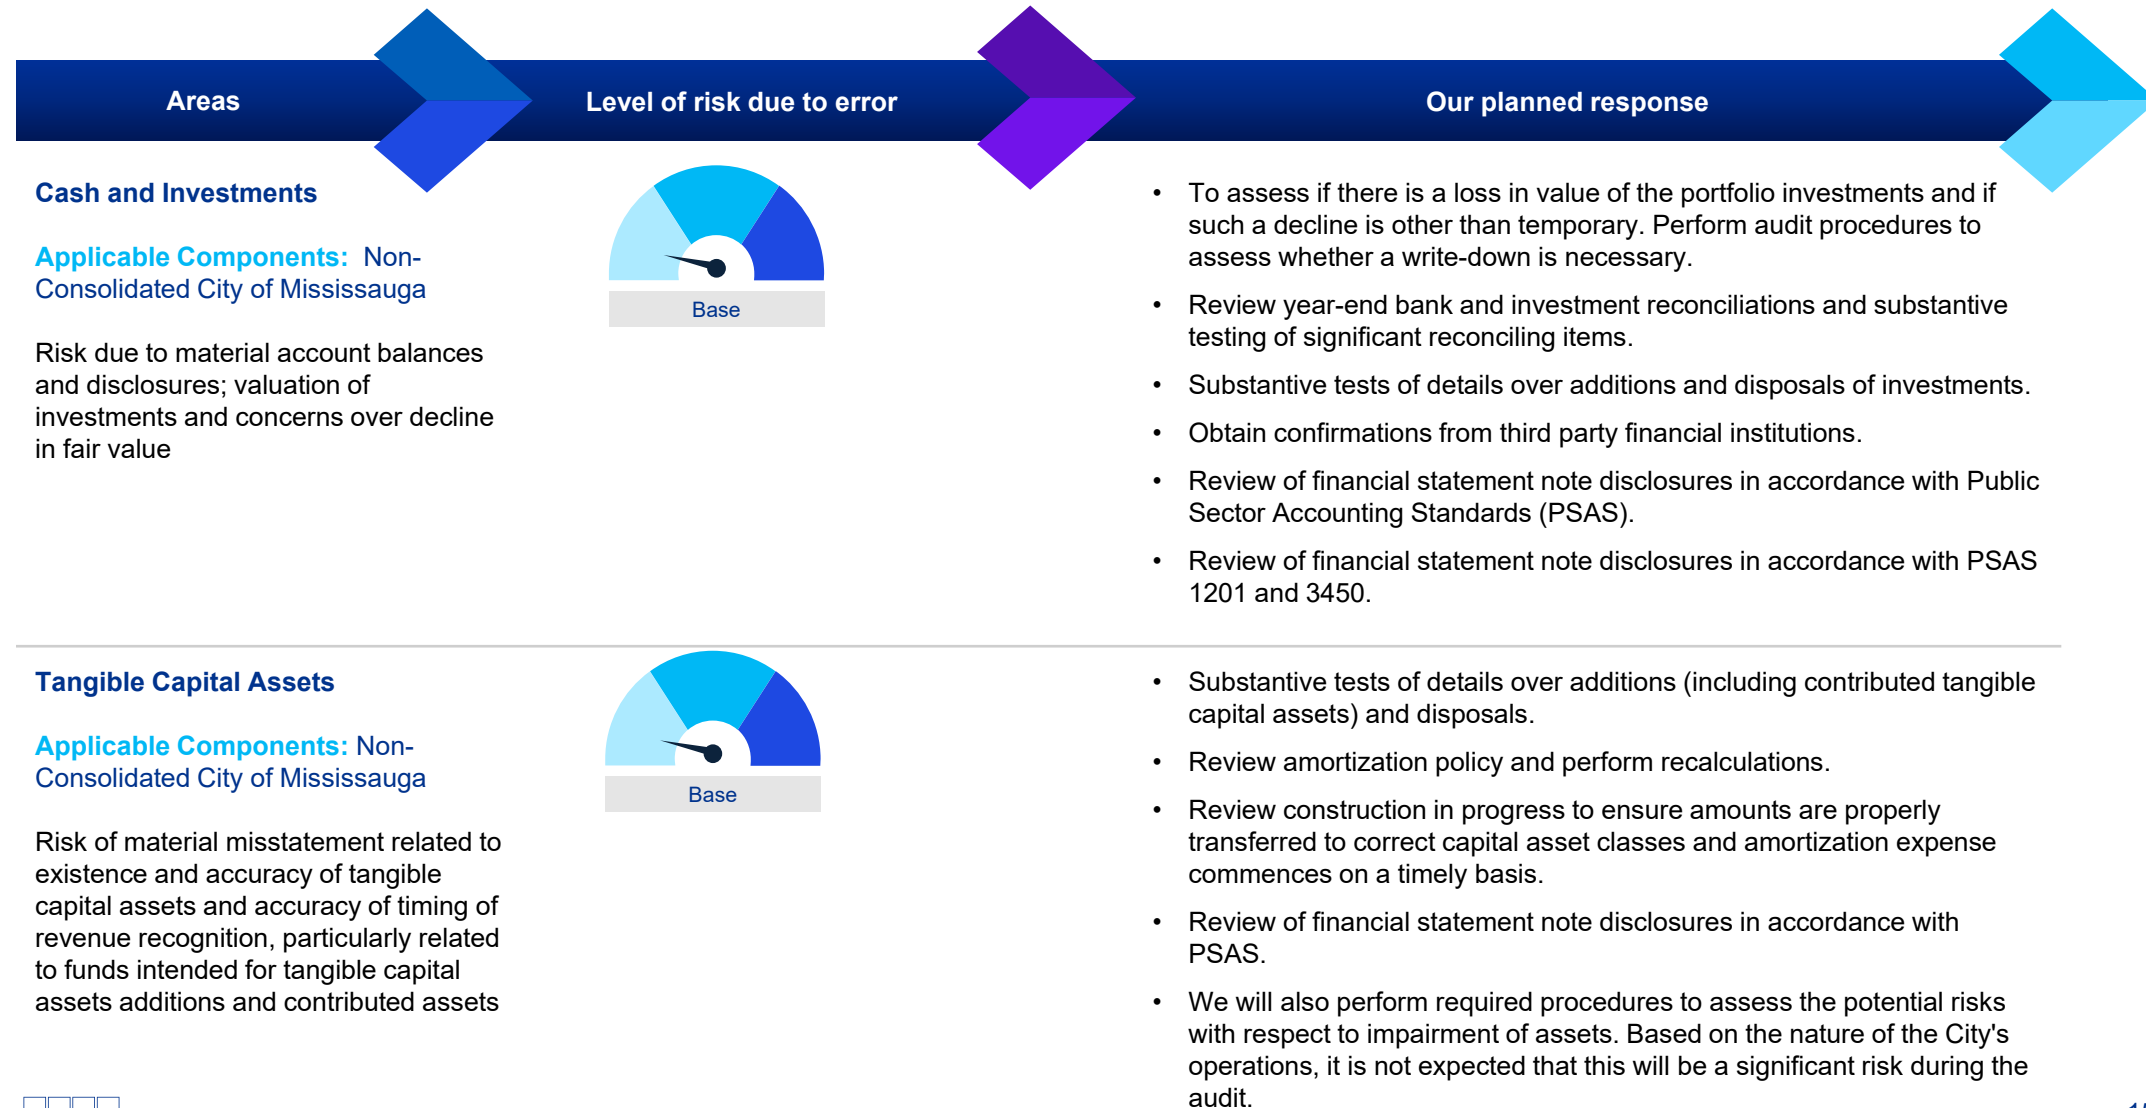 Areas
Level of risk due to error
Our planned response
Cash and Investments
Applicable Components:  Non-
Consolidated City of Mississauga
Risk due to material account balances
and disclosures; valuation of
investments and concerns over decline
in fair value
Base
• To assess if there is a loss in value of the portfolio investments and if
such a decline is other than temporary. Perform audit procedures to
assess whether a write-down is necessary.
• Review year-end bank and investment reconciliations and substantive
testing of significant reconciling items.
• Substantive tests of details over additions and disposals of investments.
• Obtain confirmations from third party financial institutions.
• Review of financial statement note disclosures in accordance with Public
Sector Accounting Standards (PSAS).
• Review of financial statement note disclosures in accordance with PSAS
1201 and 3450.
Tangible Capital Assets
Applicable Components: Non-
Consolidated City of Mississauga
Risk of material misstatement related to
existence and accuracy of tangible
capital assets and accuracy of timing of
revenue recognition, particularly related
to funds intended for tangible capital
assets additions and contributed assets
Base
• Substantive tests of details over additions (including contributed tangible
capital assets) and disposals.
• Review amortization policy and perform recalculations.
• Review construction in progress to ensure amounts are properly
transferred to correct capital asset classes and amortization expense
commences on a timely basis.
• Review of financial statement note disclosures in accordance with
PSAS.
• We will also perform required procedures to assess the potential risks
with respect to impairment of assets. Based on the nature of the City's
operations, it is not expected that this will be a significant risk during the
audit.